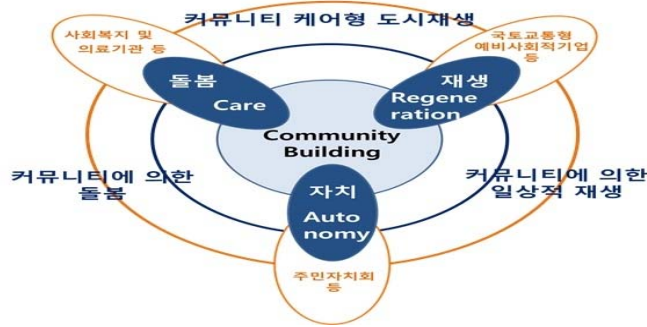 커뮤니티 케어형 도시재생
사회복지 및
의료기관 등
국토교통형
예비사회적기업
등
돌봄
Care
재생
Regene
ration
Community
Building
커뮤니티에 의한
돌봄
커뮤니티에 의한
일상적 재생
자치
Auto
nomy
주민자치회
등